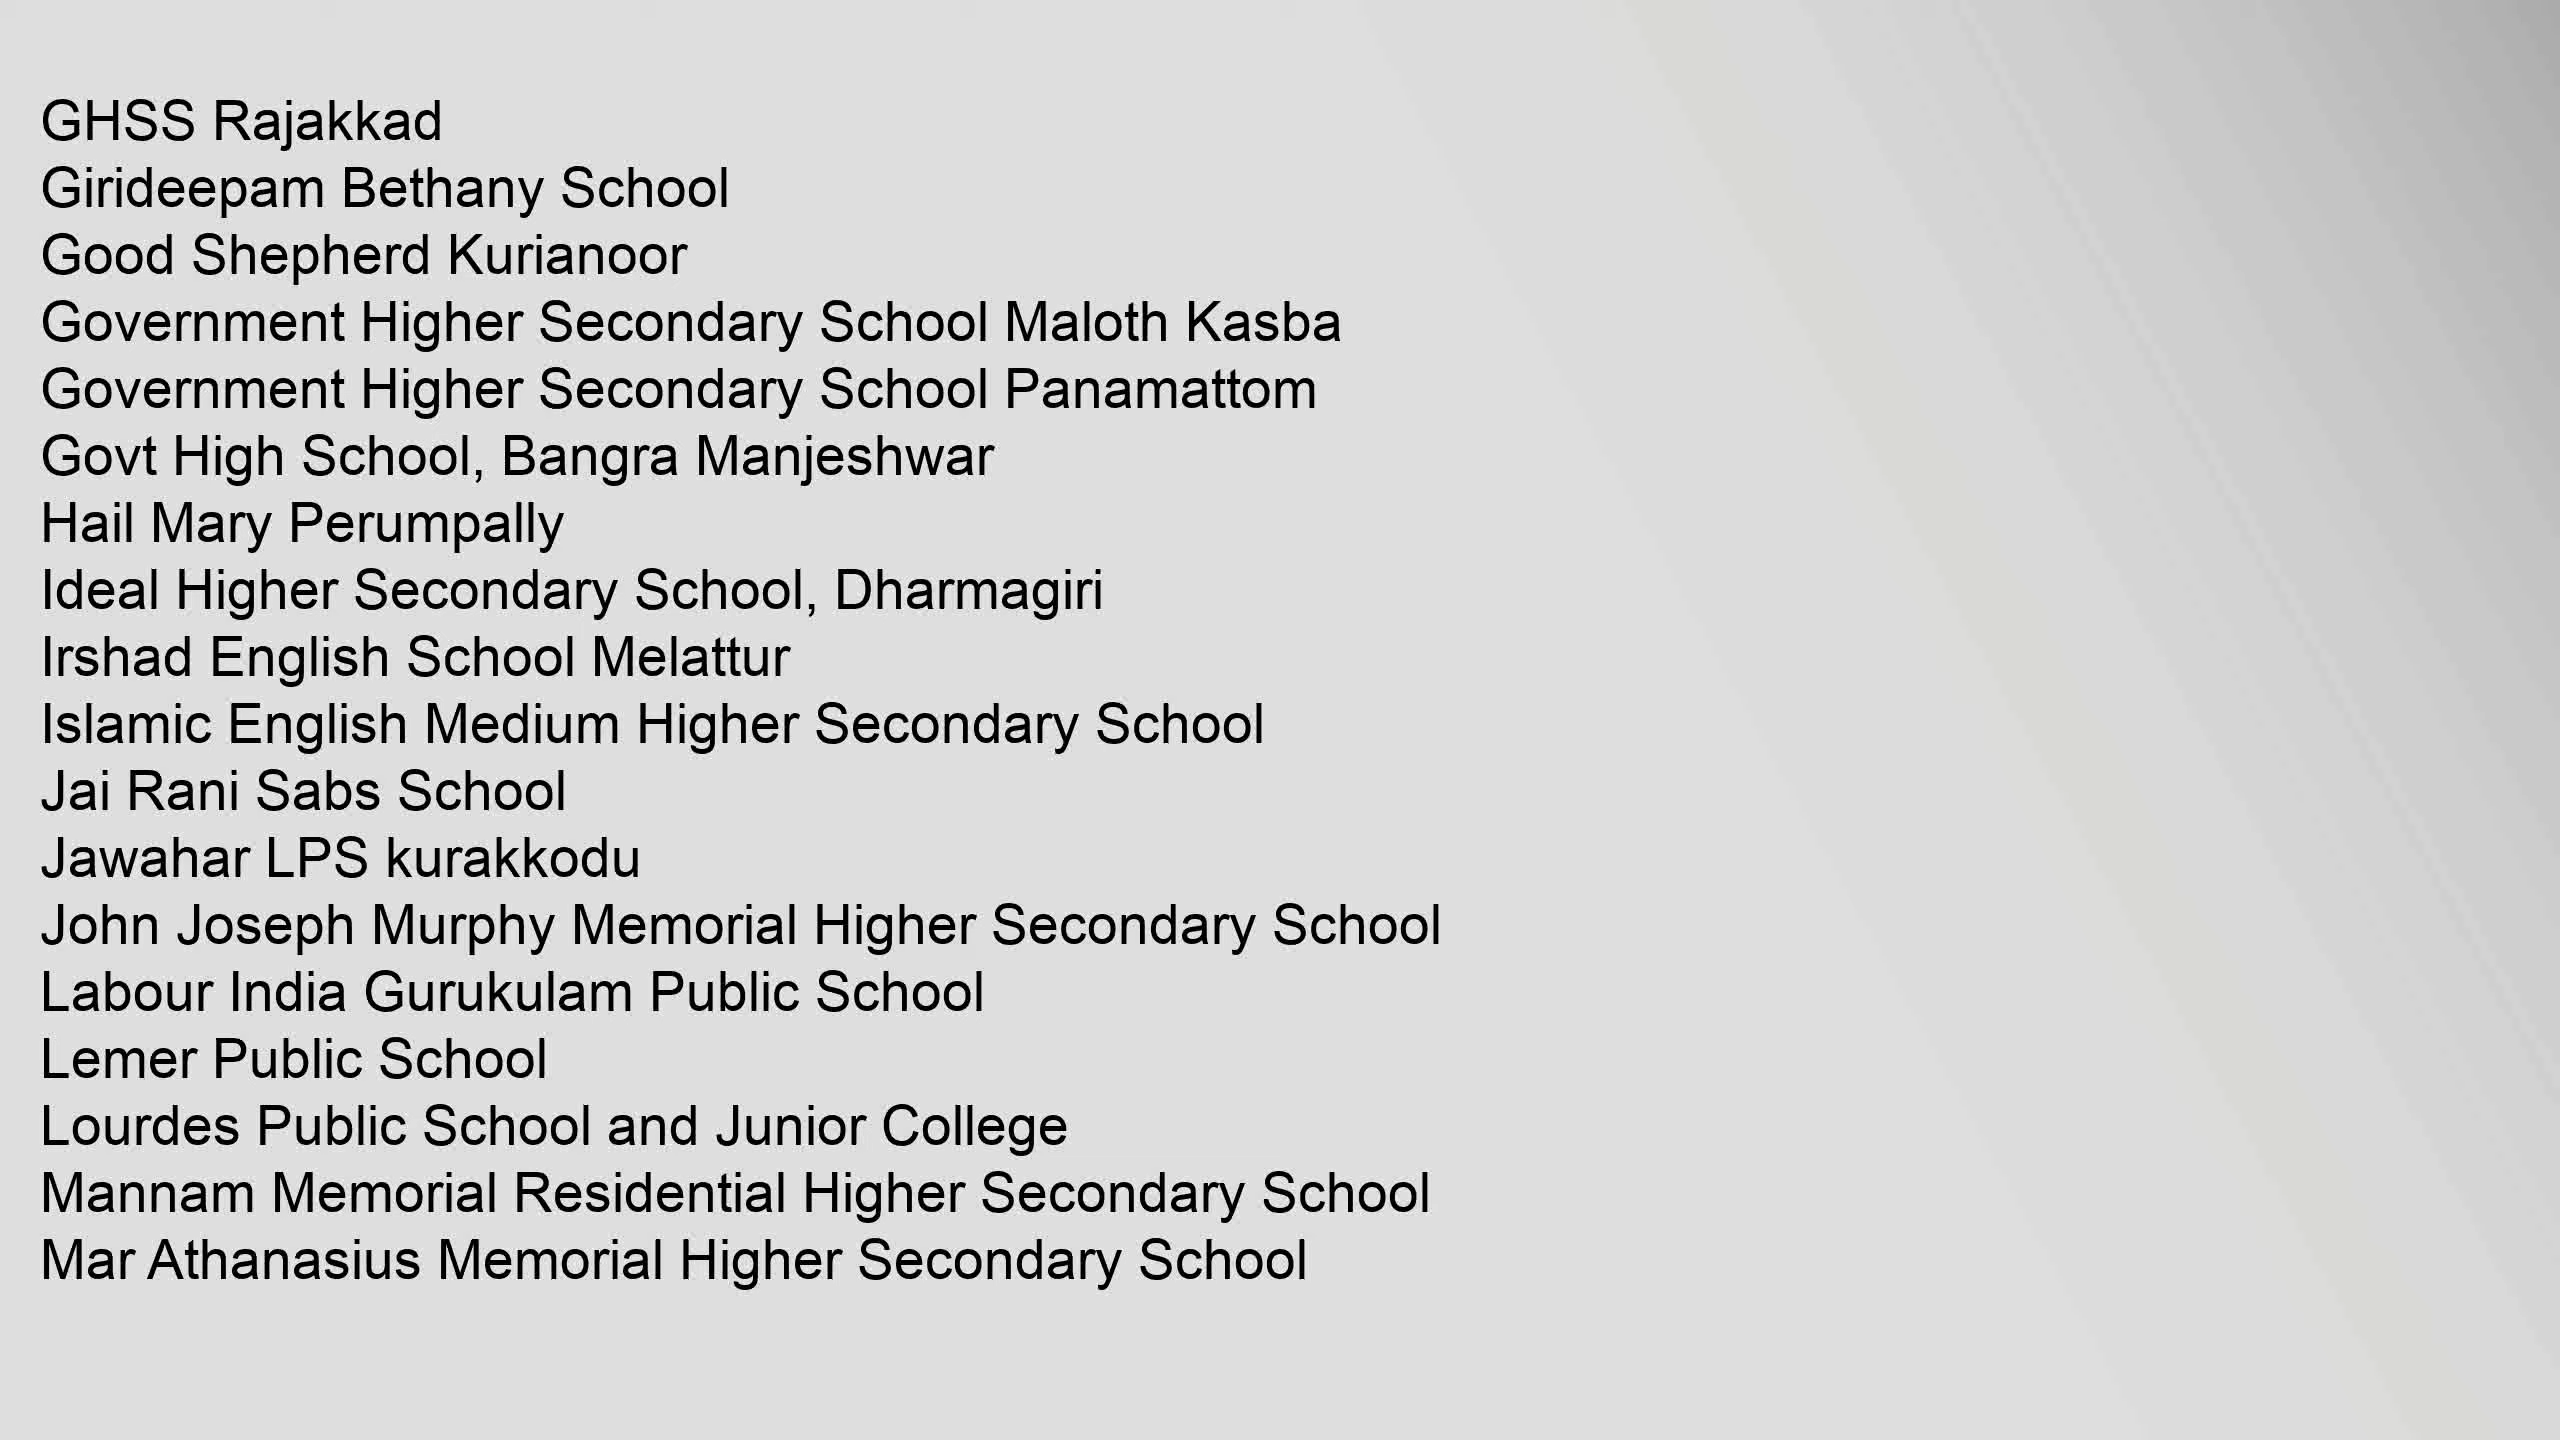 GHSS Rajakkad
Girideepam Bethany School
Good Shepherd Kurianoor
Government Higher Secondary School Maloth Kasba
Government Higher Secondary School Panamattom
Govt High School, Bangra Manjeshwar
Hail Mary Perumpally
Ideal Higher Secondary School, Dharmagiri
Irshad English School Melattur
Islamic English Medium Higher Secondary School
Jai Rani Sabs School
Jawahar LPS kurakkodu
John Joseph Murphy Memorial Higher Secondary School
Labour India Gurukulam Public School
Lemer Public School
Lourdes Public School and Junior College
Mannam Memorial Residential Higher Secondary School
Mar Athanasius Memorial Higher Secondary School